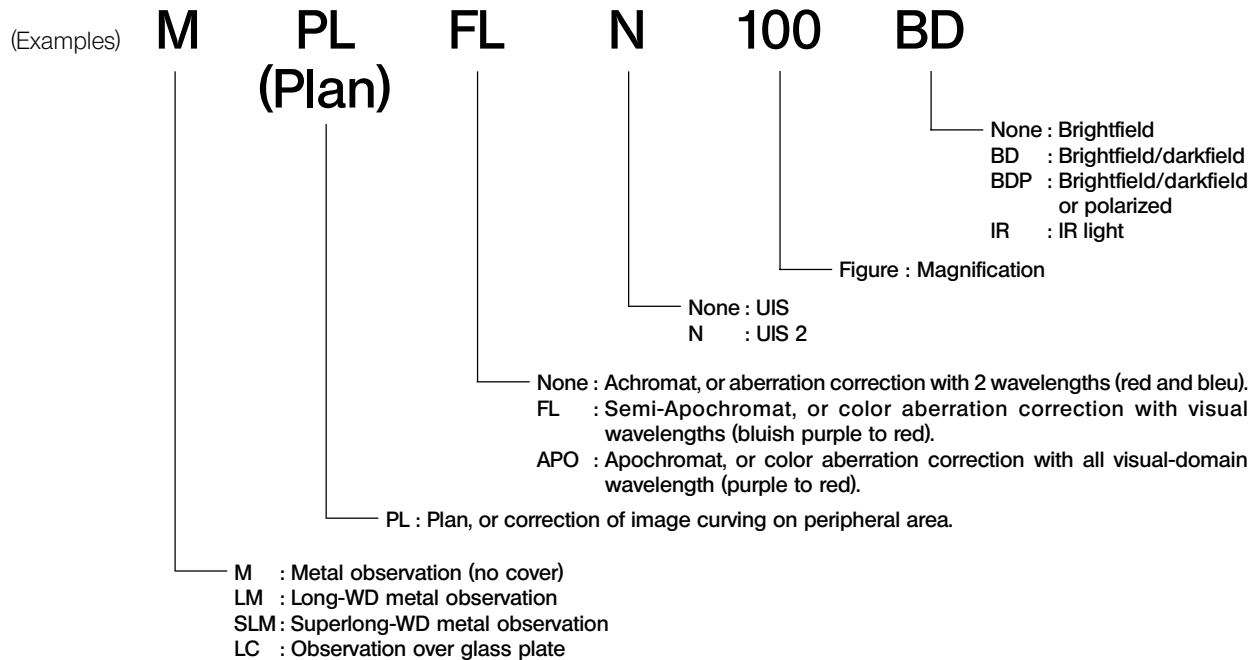 (Examples) M PL FL N 100 BD
(Plan)
None : Brightfield
BD : Brightfield/darkfield
BDP : Brightfield/darkfield
or polarized
IR : IR light
Figure : Magnification
None : UIS
N : UIS 2
None : Achromat, or aberration correction with 2 wavelengths (red and bleu).
FL : Semi-Apochromat, or color aberration correction with visual
wavelengths (bluish purple to red).
APO : Apochromat, or color aberration correction with all visual-domain
wavelength (purple to red).
PL : Plan, or correction of image curving on peripheral area.
M : Metal observation (no cover)
LM : Long-WD metal observation
SLM : Superlong-WD metal observation
LC : Observation over glass plate